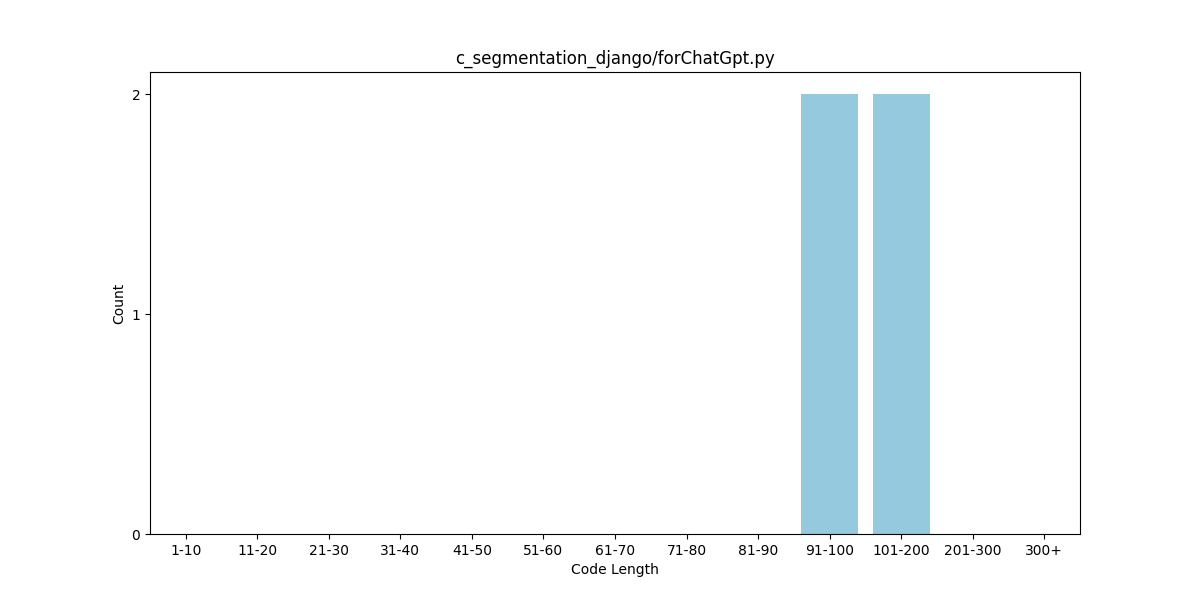 c_segmentation_django/forChatGpt.py
Count
2
1
0
1-10 11-20 21-30 31-40 41-50 51-60 61-70 71-80 81-90 91-100 101-200 201-300 300+
Code Length